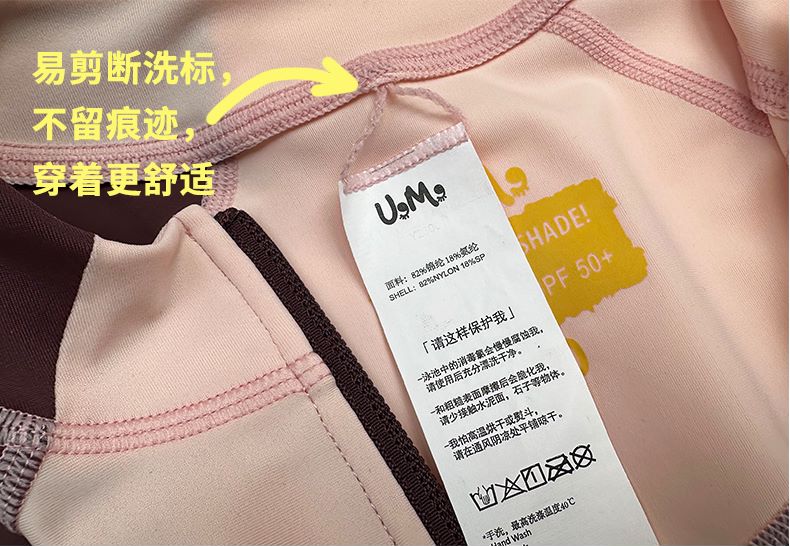 易剪断洗标，
不留痕迹，
穿着更舒适
UoMo
SHADE!
PF 50+
面料：82%锦纶 18%氨纶
SHELL: 82%NYLON 18%SP
「请这样保护我」
-泳池中的消毒氯会慢慢腐蚀我，
请使用后充分漂洗干净。
-和粗糙表面摩擦后会脆化我，
请少接触水泥面，石子等物体。
-我怕高温烘干或熨斗，
请在通风阴凉处平铺晾干。
*手洗，最高洗涤温度40℃
Hand Wash